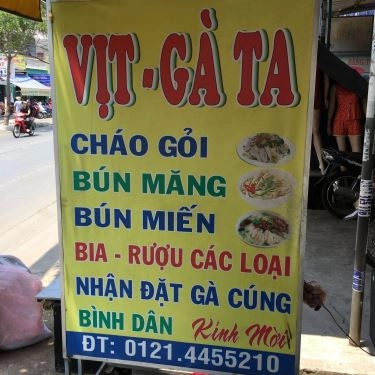 VỊT - GÀ TA
CHÁO GỎI
BÚN MĂNG
BÚN MIẾN
BIA - RƯỢU CÁC LOẠI
NHẬN ĐẶT GÀ CÚNG
BÌNH DÂN Kính Mời
ĐT: 0121.4455210